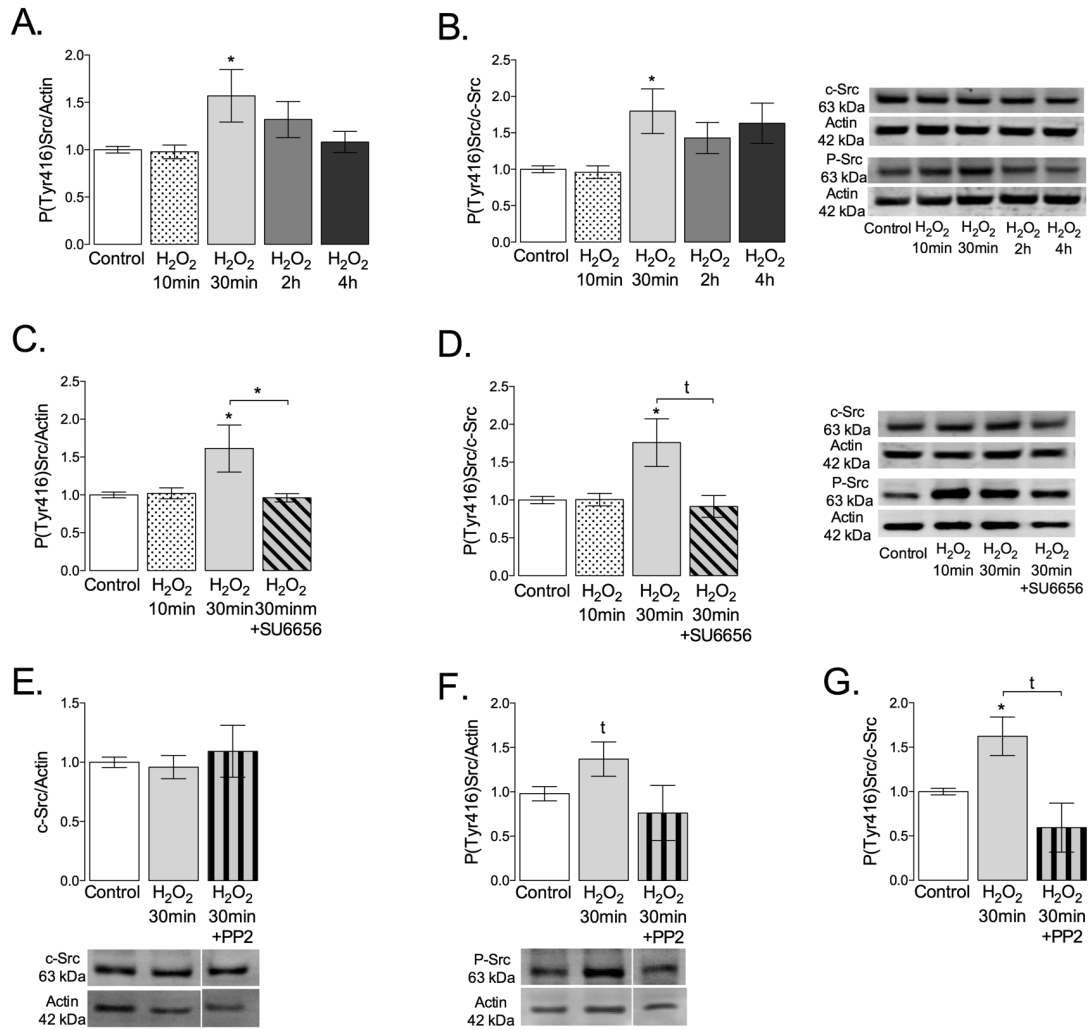 A.
P(Tyr416)Src/Actin
2.0
1.5
1.0
0.5
0.0
*
Control
H₂O₂
10min
H₂O₂
30min
H₂O₂
2h
H₂O₂
4h
B.
P(Tyr416)Src/c-Src
2.5
2.0
1.5
1.0
0.5
0.0
*
Control
H₂O₂
10min
H₂O₂
30min
H₂O₂
2h
H₂O₂
4h
c-Src
63 kDa
Actin
42 kDa
P-Src
63 kDa
Actin
42 kDa
Control
H₂O₂
10min
H₂O₂
30min
H₂O₂
2h
H₂O₂
4h
C.
P(Tyr416)Src/Actin
2.5
2.0
1.5
1.0
0.5
0.0
*
*
Control
H₂O₂
10min
H₂O₂
30min
H₂O₂
30minm
+SU6656
D.
P(Tyr416)Src/c-Src
2.5
2.0
1.5
1.0
0.5
0.0
*
t
Control
H₂O₂
10min
H₂O₂
30min
H₂O₂
30min
+SU6656
c-Src
63 kDa
Actin
42 kDa
P-Src
63 kDa
Actin
42 kDa
Control
H₂O₂
10min
H₂O₂
30min
H₂O₂
30min
+SU6656
E.
c-Src/Actin
1.5
1.0
0.5
0.0
Control
H₂O₂
30min
H₂O₂
30min
+PP2
c-Src
63 kDa
Actin
42 kDa
F.
P(Tyr416)Src/Actin
2.0
1.5
1.0
0.5
0.0
t
Control
H₂O₂
30min
H₂O₂
30min
+PP2
P-Src
63 kDa
Actin
42 kDa
G.
P(Tyr416)Src/c-Src
2.0
1.5
1.0
0.5
0.0
*
t
Control
H₂O₂
30min
H₂O₂
30min
+PP2